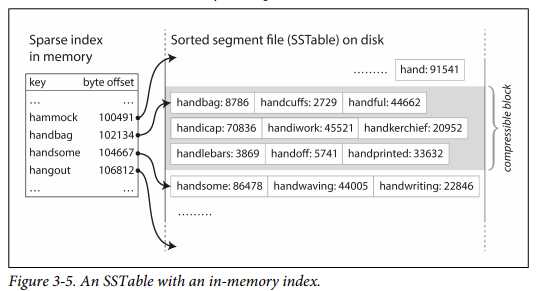 Sparse index
in memory
key byte offset
... ...
hammock 100491
handbag 102134
handsome 104667
hangout 106812
... ...
Sorted segment file (SSTable) on disk
......... hand: 91541
handbag: 8786 handcuffs: 2729 handful: 44662
handicap: 70836 handiwork: 45521 handkerchief: 20952
handlebars: 3869 handoff: 5741 handprinted: 33632
handsome: 86478 handwaving: 44005 handwriting: 22846
.........
compressible block
Figure 3-5. An SSTable with an in-memory index.